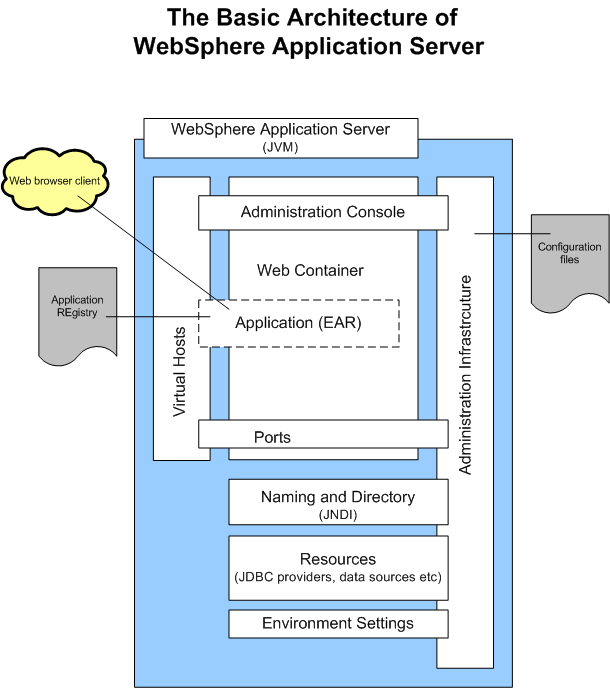 The Basic Architecture of
WebSphere Application Server
WebSphere Application Server
(JVM)
Web browser client
Administration Console
Configuration
files
Web Container
Application
REgistry
Application (EAR)
Virtual Hosts
Administration Infrastrcuture
Ports
Naming and Directory
(JNDI)
Resources
(JDBC providers, data sources etc)
Environment Settings